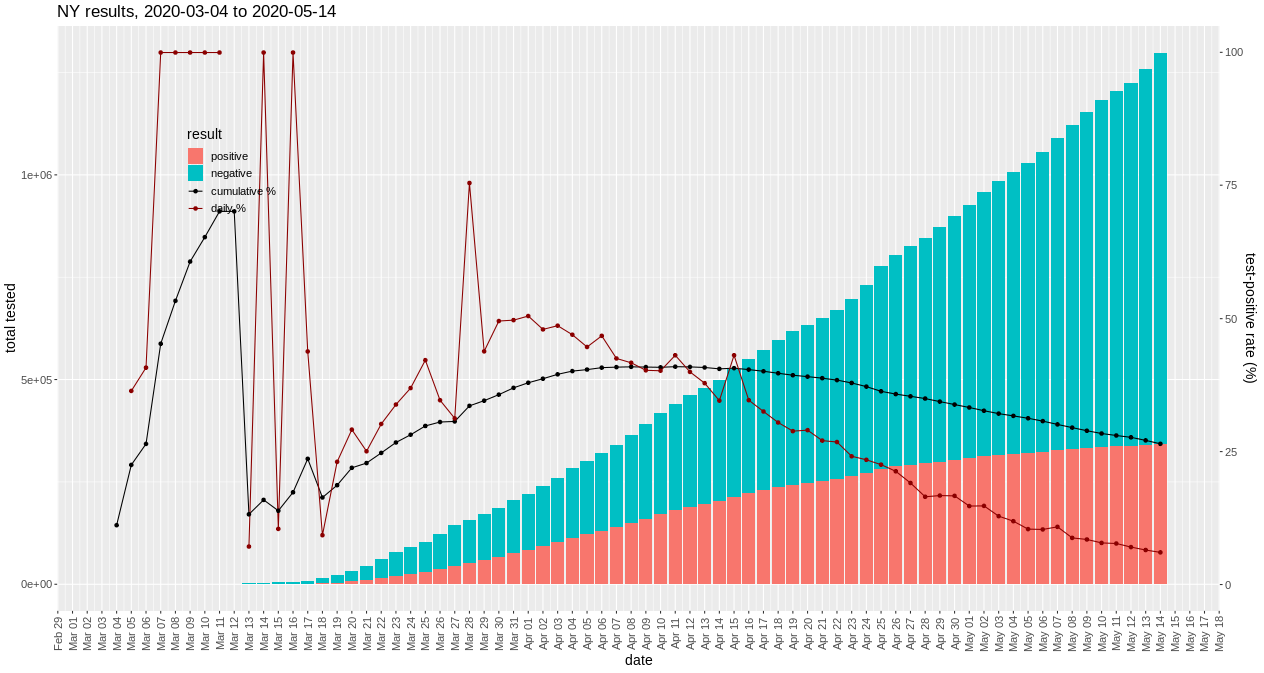 NY results, 2020-03-04 to 2020-05-14
result
positive
negative
cumulative %
daily %
total tested
1e+06
5e+05
0e+00
100
75
50
25
0
test-positive rate (%)
Feb 29
Mar 01
Mar 02
Mar 03
Mar 04
Mar 05
Mar 06
Mar 07
Mar 08
Mar 09
Mar 10
Mar 11
Mar 12
Mar 13
Mar 14
Mar 15
Mar 16
Mar 17
Mar 18
Mar 19
Mar 20
Mar 21
Mar 22
Mar 23
Mar 24
Mar 25
Mar 26
Mar 27
Mar 28
Mar 29
Mar 30
Mar 31
Apr 01
Apr 02
Apr 03
Apr 04
Apr 05
Apr 06
Apr 07
Apr 08
Apr 09
Apr 10
Apr 11
Apr 12
Apr 13
Apr 14
Apr 15
Apr 16
Apr 17
Apr 18
Apr 19
Apr 20
Apr 21
Apr 22
Apr 23
Apr 24
Apr 25
Apr 26
Apr 27
Apr 28
Apr 29
Apr 30
May 01
May 02
May 03
May 04
May 05
May 06
May 07
May 08
May 09
May 10
May 11
May 12
May 13
May 14
May 15
May 16
May 17
May 18
date